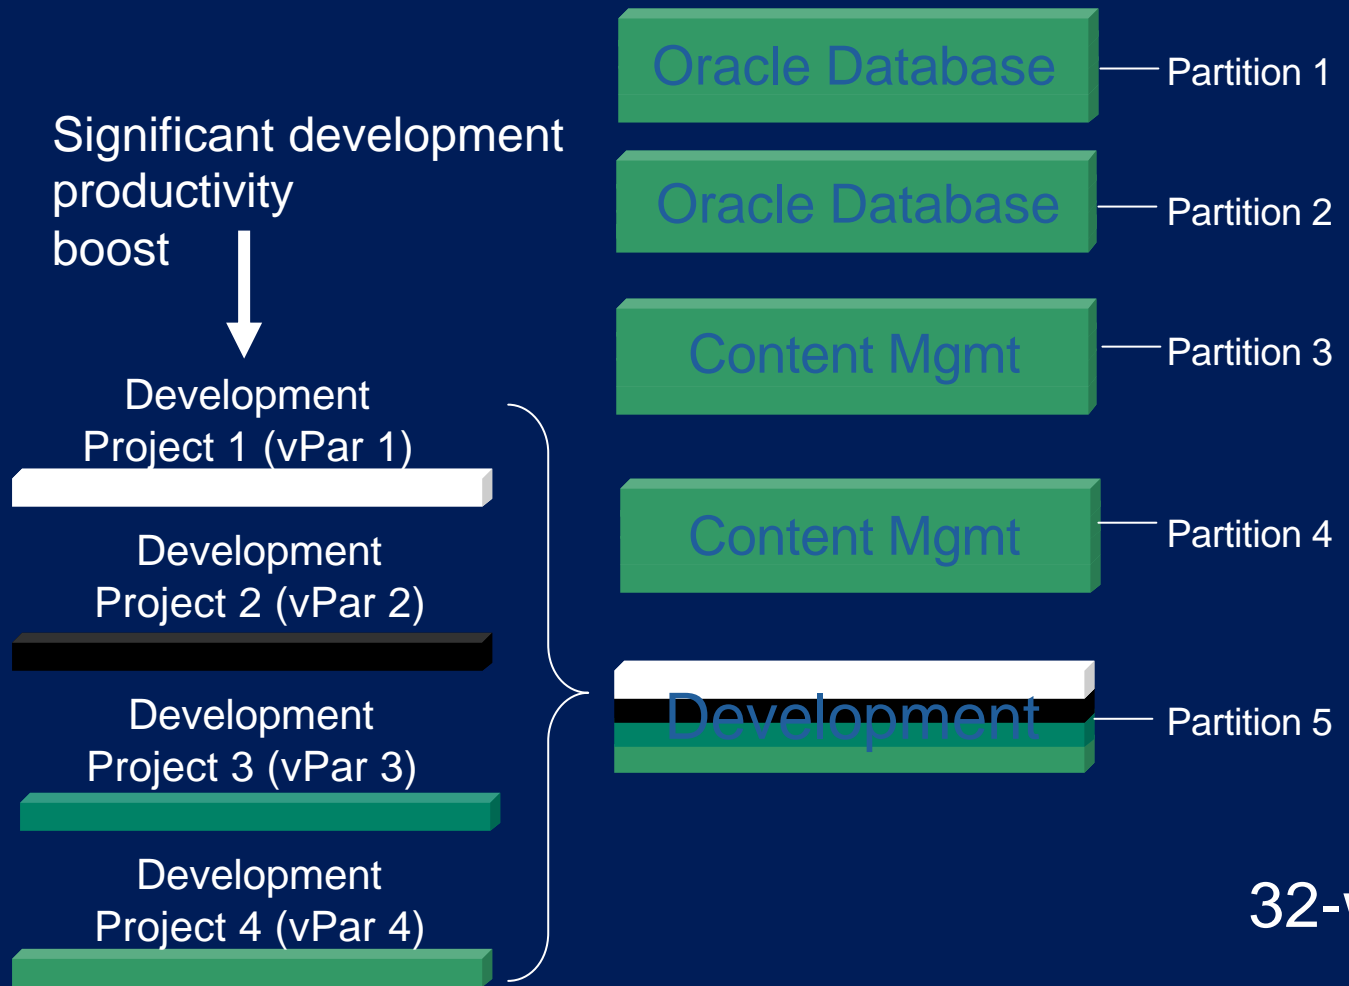 Significant development
productivity
boost
Development
Project 1 (vPar 1)
Development
Project 2 (vPar 2)
Development
Project 3 (vPar 3)
Development
Project 4 (vPar 4)
Oracle Database
Partition 1
Oracle Database
Partition 2
Content Mgmt
Partition 3
Content Mgmt
Partition 4
Development
Partition 5
32-